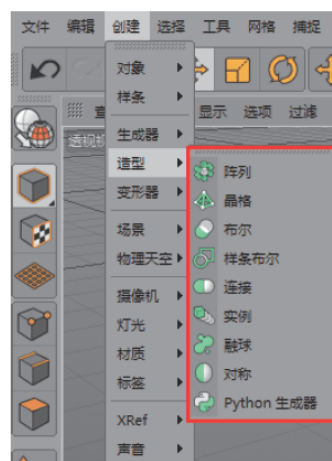 文件 编辑 创建 选择 工具 网格 捕捉
对象
样条
显示 选项 过滤
生成器
造型
变形器
场景
物理天空
摄像机
灯光
材质
标签
XRef
声音
阵列
晶格
布尔
样条布尔
连接
实例
融球
对称
Python 生成器